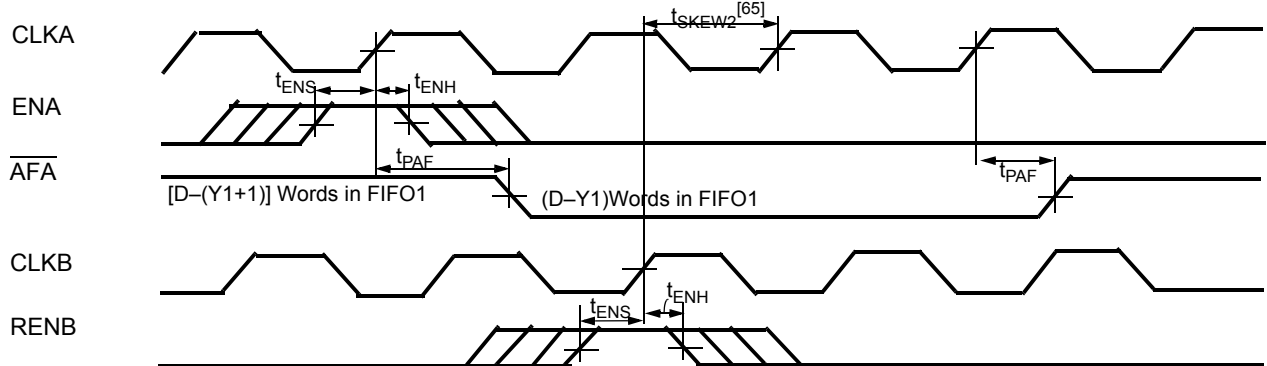 tSKEW2[65]
CLKA
tENS
tENH
ENA
tPAF
AFA
tPAF
[D–(Y1+1)] Words in FIFO1
(D–Y1)Words in FIFO1
CLKB
tENS
tENH
RENB